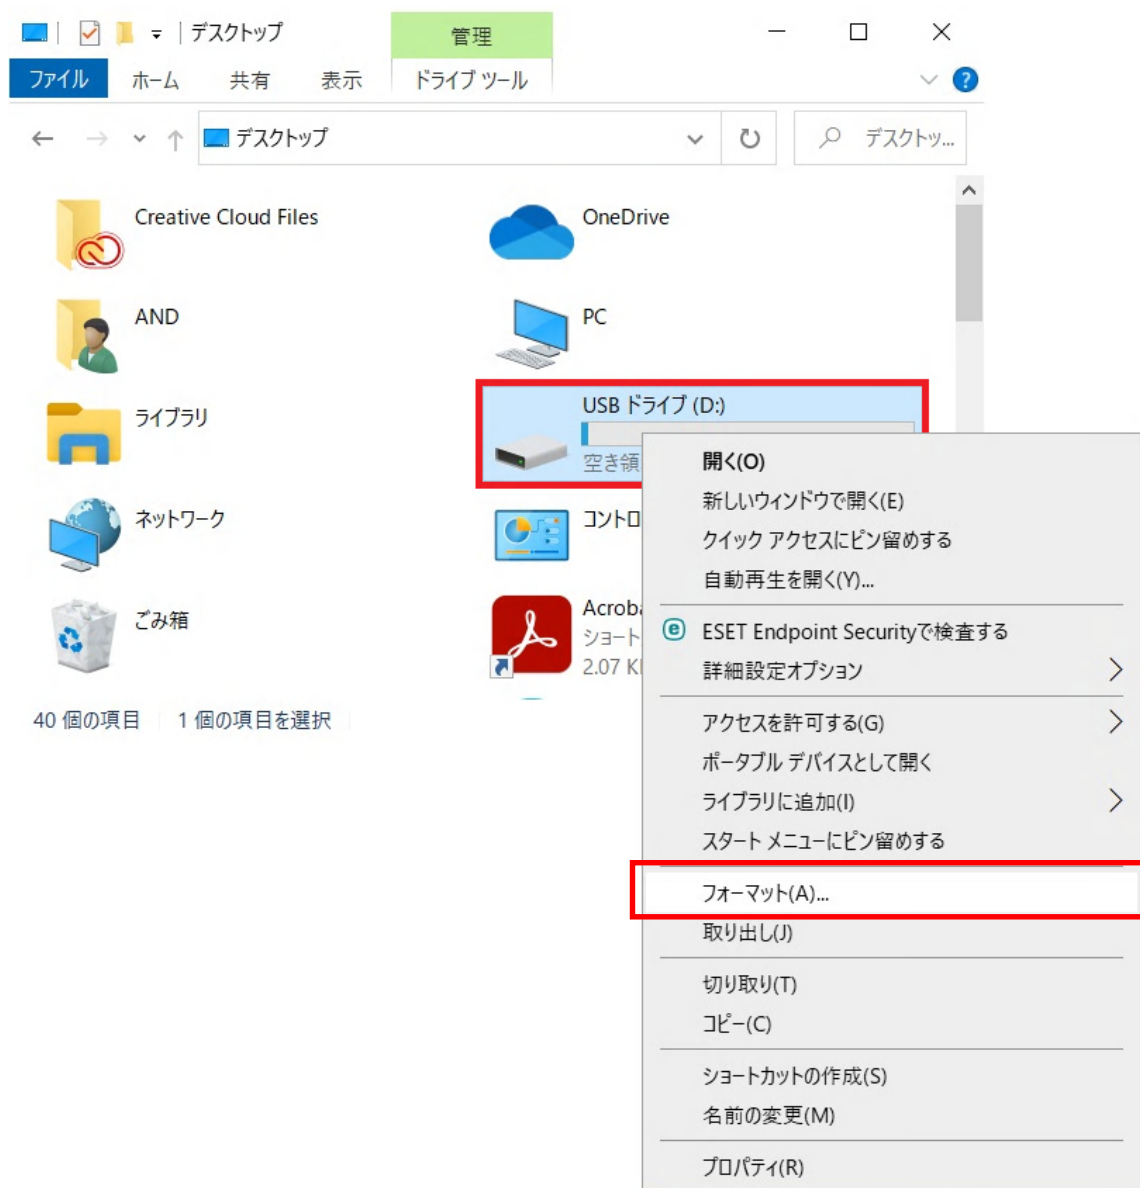 デスクトップ
管理
ファイル
ホーム
共有
表示
ドライブ ツール
デスクトップ
デスクトッ...
Creative Cloud Files
OneDrive
AND
PC
ライブラリ
USB ドライブ (D:)
空き領
ネットワーク
コントロ
ごみ箱
Acroba
ショート
2.07 K
40 個の項目
1 個の項目を選択
開く(O)
新しいウィンドウで開く(E)
クイック アクセスにピン留めする
自動再生を開く(Y)...
ESET Endpoint Securityで検査する
詳細設定オプション
アクセスを許可する(G)
ポータブル デバイスとして開く
ライブラリに追加(I)
スタート メニューにピン留めする
フォーマット(A)...
取り出し(J)
切り取り(T)
コピー(C)
ショートカットの作成(S)
名前の変更(M)
プロパティ(R)